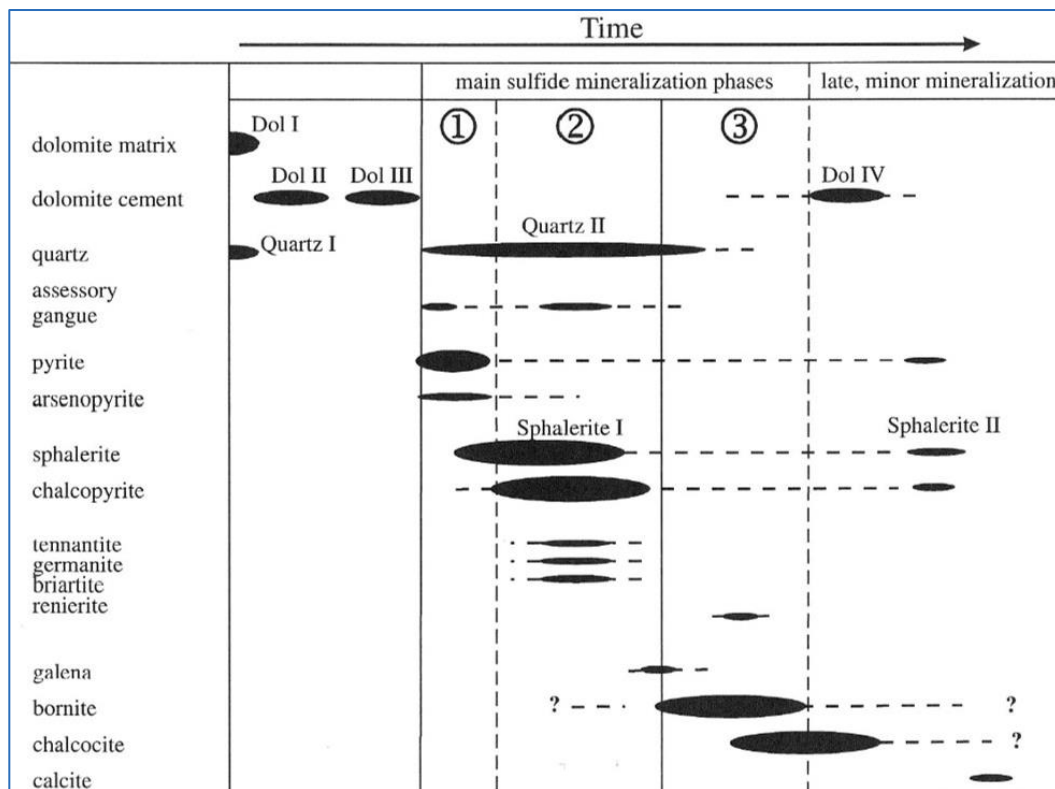 Time
main sulfide mineralization phases
late, minor mineralization
① ② ③
Dol I
dolomite matrix
Dol II Dol III Dol IV
dolomite cement
Quartz II
quartz Quartz I
assessory
gangue
pyrite
arsenopyrite
Sphalerite I Sphalerite II
sphalerite
chalcopyrite
tennantite
germanite
briartite
renierite
galena
bornite ? ?
chalcocite ?
calcite